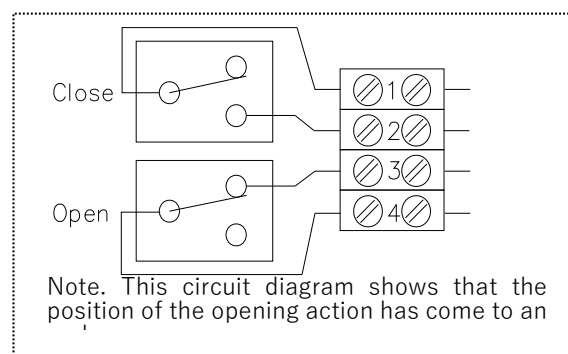 Close
1
2
3
Open
4
Note. This circuit diagram shows that the
position of the opening action has come to an